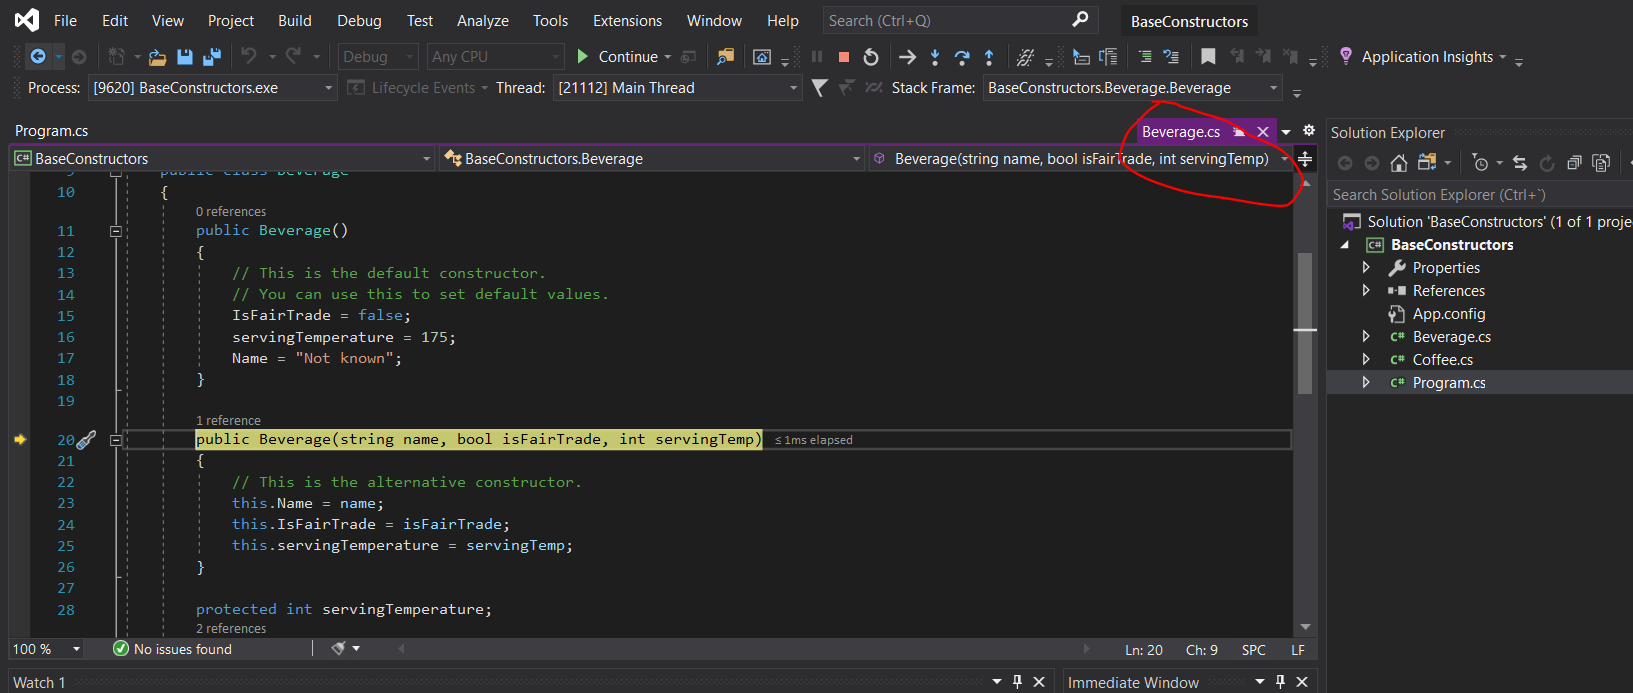 File Edit View Project Build Debug Test Analyze Tools Extensions Window Help Search (Ctrl+Q) BaseConstructors
Debug Any CPU Continue Application Insights
Process: [9620] BaseConstructors.exe Lifecycle Events Thread: [21112] Main Thread Stack Frame: BaseConstructors.Beverage.Beverage
Program.cs Beverage.cs Solution Explorer
C# BaseConstructors BaseConstructors.Beverage Beverage(string name, bool isFairTrade, int servingTemp)
9 public class Beverage
10 {
0 references
11 public Beverage()
12 {
13 // This is the default constructor.
14 // You can use this to set default values.
15 IsFairTrade = false;
16 servingTemperature = 175;
17 Name = "Not known";
18 }
19
1 reference
20 public Beverage(string name, bool isFairTrade, int servingTemp) ≤ 1ms elapsed
21 {
22 // This is the alternative constructor.
23 this.Name = name;
24 this.IsFairTrade = isFairTrade;
25 this.servingTemperature = servingTemp;
26 }
27
28 protected int servingTemperature;
2 references
100 % No issues found Ln: 20 Ch: 9 SPC LF
Watch 1 Immediate Window
Search Solution Explorer (Ctrl+`)
Solution 'BaseConstructors' (1 of 1 proje
C# BaseConstructors
Properties
References
App.config
C# Beverage.cs
C# Coffee.cs
C# Program.cs